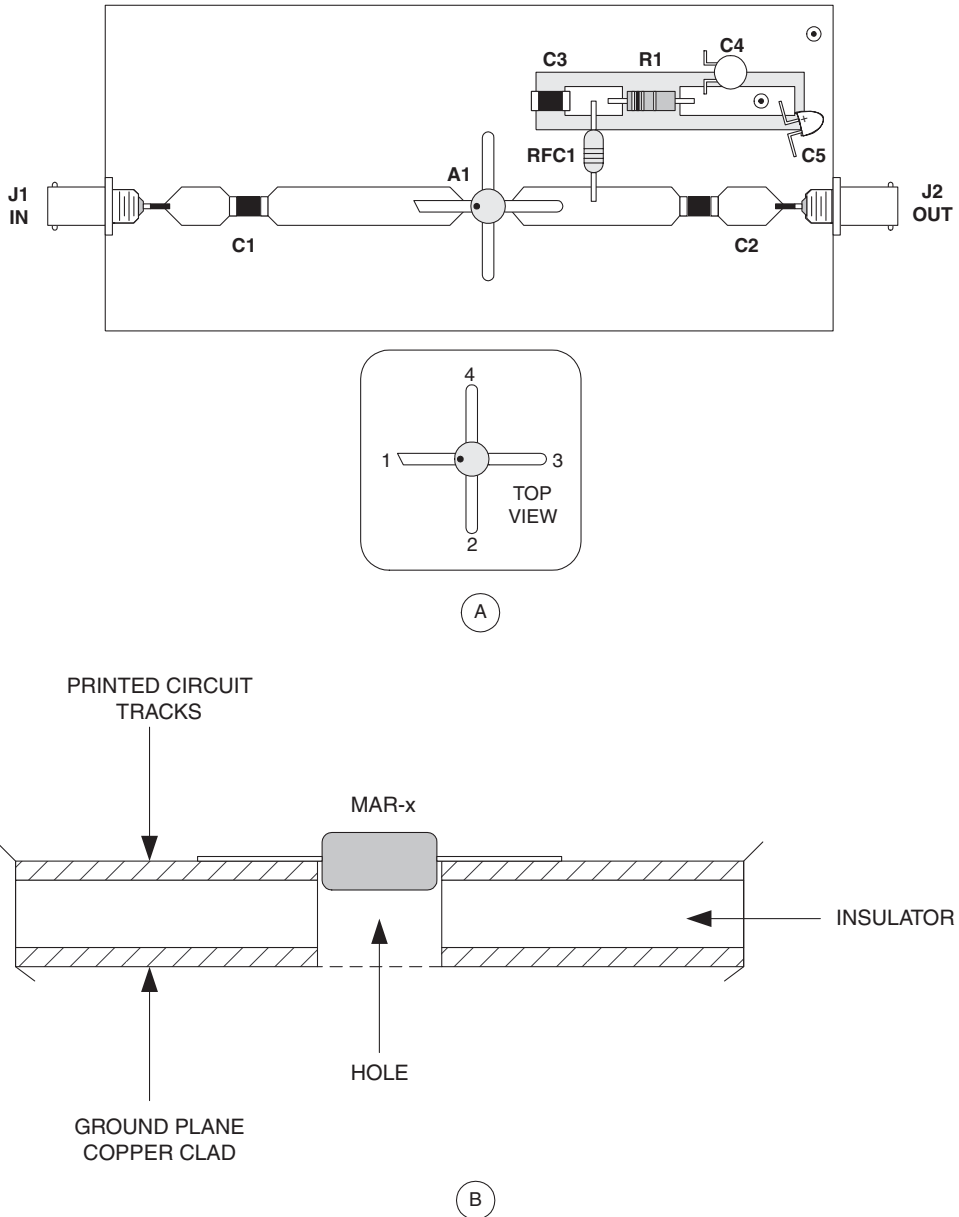 C4
C3
R1
RFC1
C5
A1
J1
IN
J2
OUT
C1
C2
+
4
1
3
TOP
VIEW
2
A
PRINTED CIRCUIT
TRACKS
MAR-x
INSULATOR
HOLE
GROUND PLANE
COPPER CLAD
B